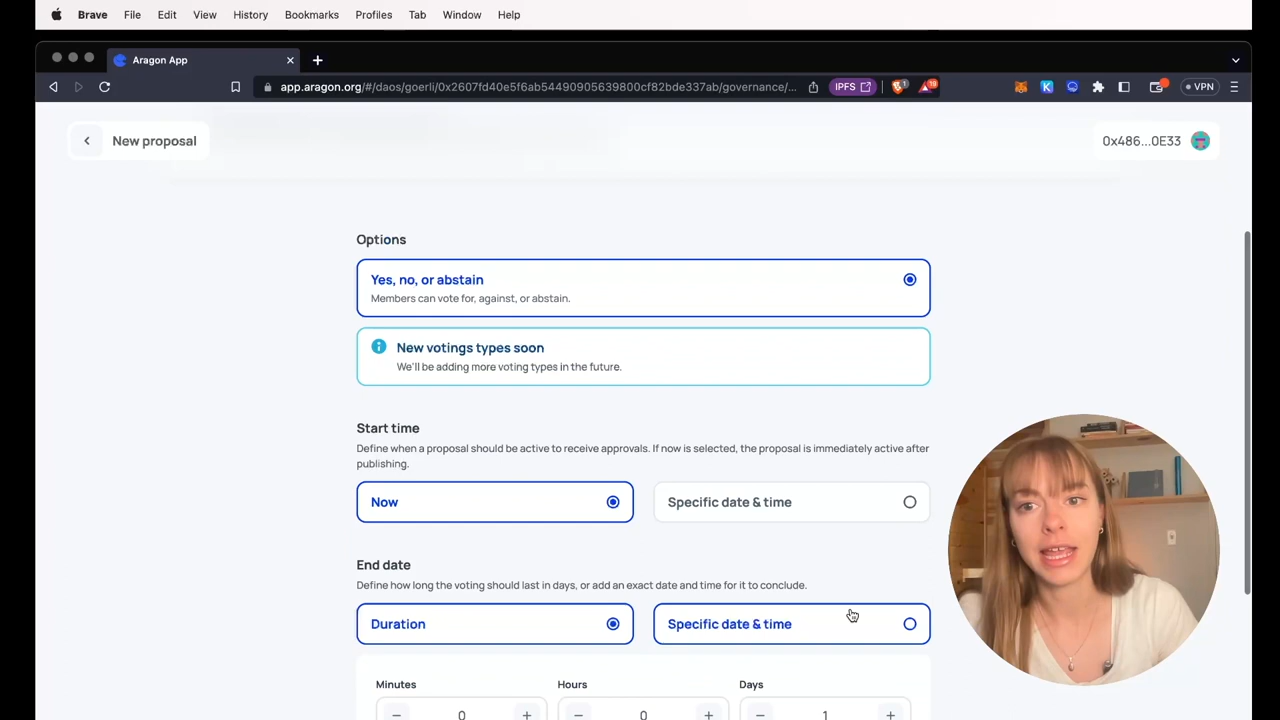 Brave File Edit View History Bookmarks Profiles Tab Window Help
Aragon App
app.aragon.org/#/daos/goerli/0x2607fd40e5f6ab54490905639800cf82bde337ab/governance/... IPFS 1 18 VPN
New proposal 0x486...0E33
Options
Yes, no, or abstain
Members can vote for, against, or abstain.
New votings types soon
We'll be adding more voting types in the future.
Start time
Define when a proposal should be active to receive approvals. If now is selected, the proposal is immediately active after
publishing.
Now Specific date & time
End date
Define how long the voting should last in days, or add an exact date and time for it to conclude.
Duration Specific date & time
Minutes Hours Days
0 0 1